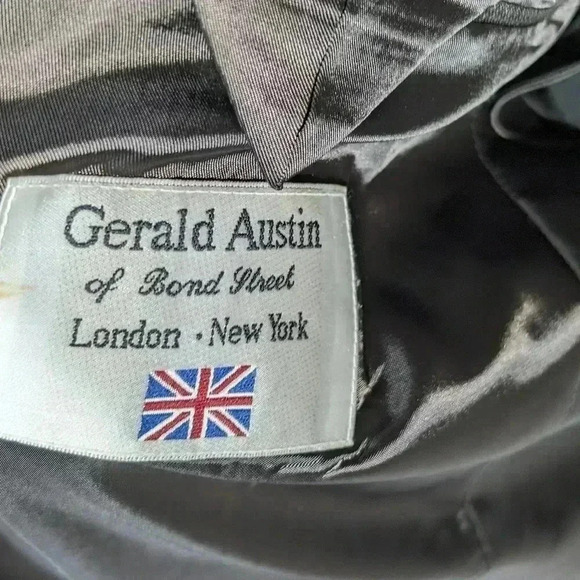 Gerald Austin
of Bond Street
London · New York